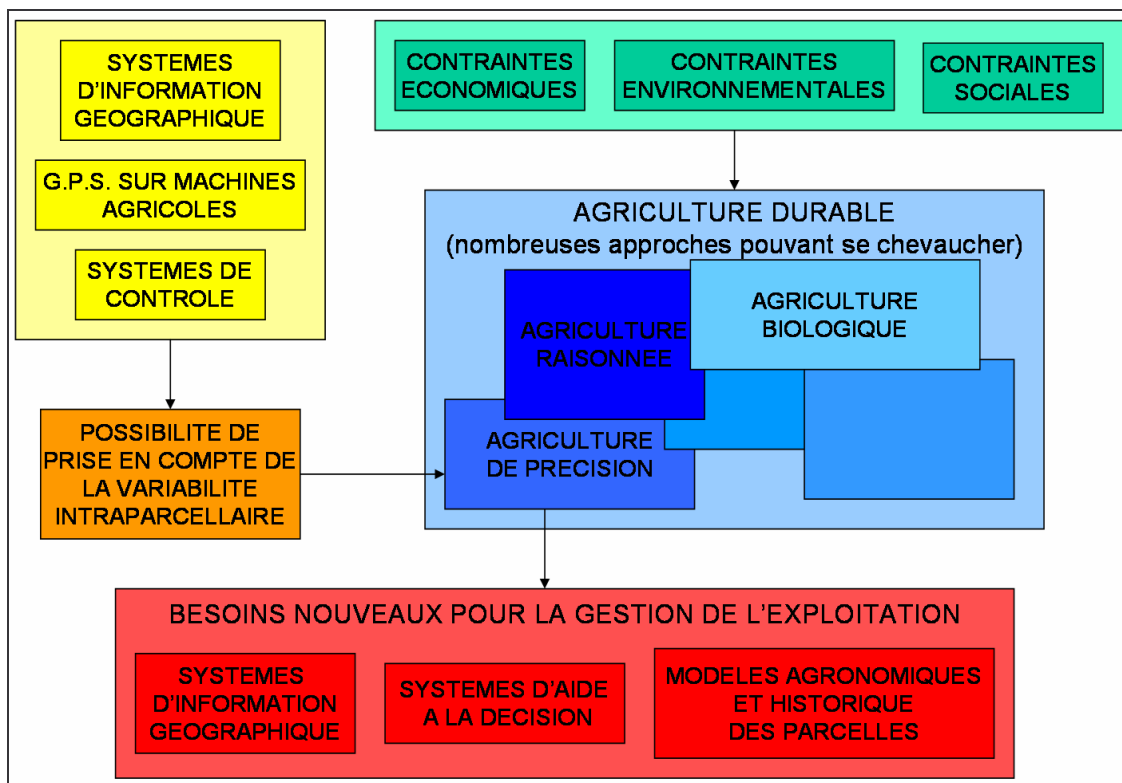 SYSTEMES
D'INFORMATION
GEOGRAPHIQUE
G.P.S. SUR MACHINES
AGRICOLES
SYSTEMES DE
CONTROLE
CONTRAINTES
ECONOMIQUES
CONTRAINTES
ENVIRONNEMENTALES
CONTRAINTES
SOCIALES
AGRICULTURE DURABLE
(nombreuses approches pouvant se chevaucher)
AGRICULTURE
RAISONNEE
AGRICULTURE
BIOLOGIQUE
AGRICULTURE
DE PRECISION
POSSIBILITE DE
PRISE EN COMPTE DE
LA VARIABILITE
INTRAPARCELLAIRE
BESOINS NOUVEAUX POUR LA GESTION DE L'EXPLOITATION
SYSTEMES
D'INFORMATION
GEOGRAPHIQUE
SYSTEMES D'AIDE
A LA DECISION
MODELES AGRONOMIQUES
ET HISTORIQUE
DES PARCELLES